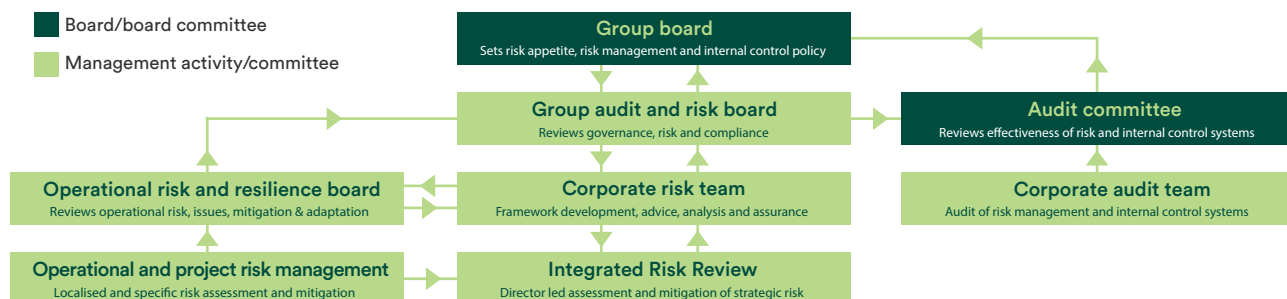 Board/board committee
Management activity/committee
Group board
Sets risk appetite, risk management and internal control policy
Group audit and risk board
Reviews governance, risk and compliance
Audit committee
Reviews effectiveness of risk and internal control systems
Operational risk and resilience board
Reviews operational risk, issues, mitigation & adaptation
Corporate risk team
Framework development, advice, analysis and assurance
Corporate audit team
Audit of risk management and internal control systems
Operational and project risk management
Localised and specific risk assessment and mitigation
Integrated Risk Review
Director led assessment and mitigation of strategic risk